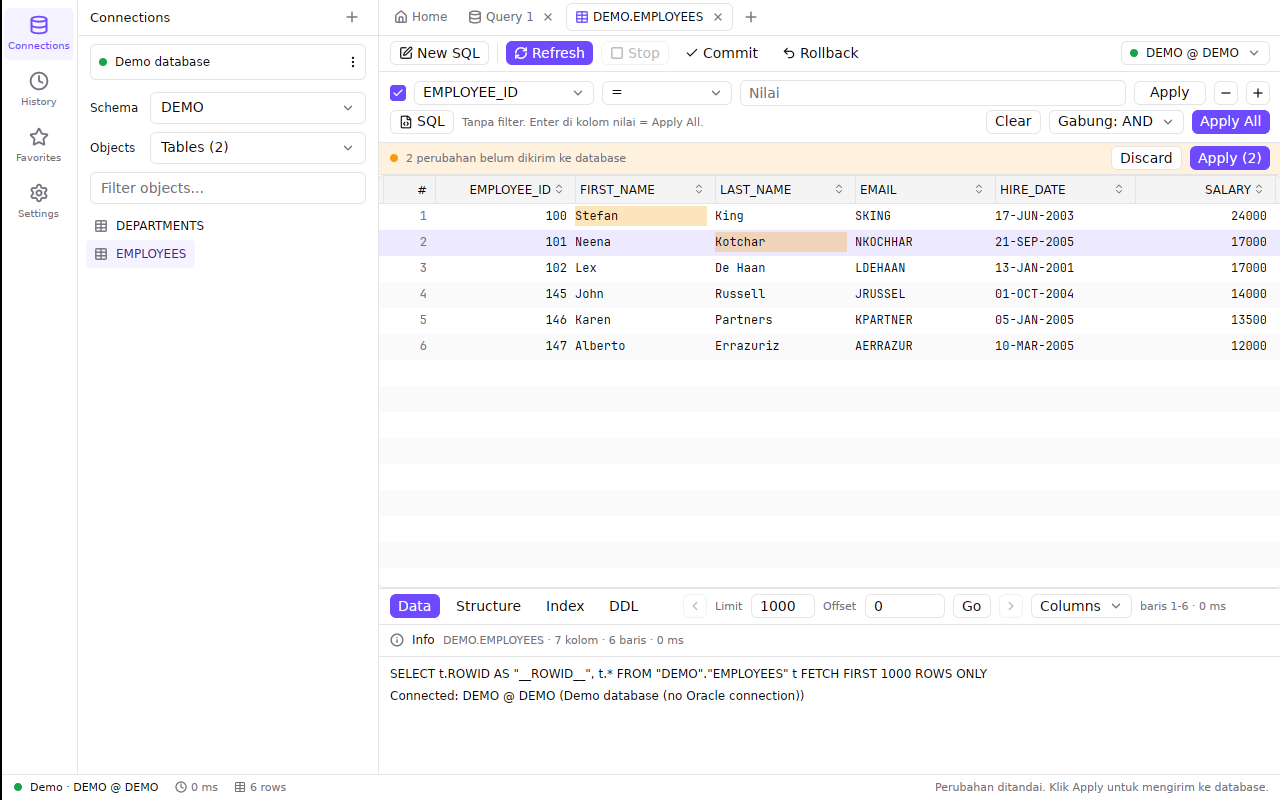 Connections
History
Favorites
Settings
Connections
Demo database
Schema
DEMO
Objects
Tables (2)
Filter objects...
DEPARTMENTS
EMPLOYEES
Home
Query 1
DEMO.EMPLOYEES
New SQL
Refresh
Stop
Commit
Rollback
DEMO @ DEMO
EMPLOYEE_ID
=
Nilai
Apply
SQL
Tanpa filter. Enter di kolom nilai = Apply All.
Clear
Gabung: AND
Apply All
2 perubahan belum dikirim ke database
Discard
Apply (2)
# EMPLOYEE_ID FIRST_NAME LAST_NAME EMAIL HIRE_DATE SALARY
1 100 Stefan King SKING 17-JUN-2003 24000
2 101 Neena Kotchar NKOCHHAR 21-SEP-2005 17000
3 102 Lex De Haan LDEHAAN 13-JAN-2001 17000
4 145 John Russell JRUSSEL 01-OCT-2004 14000
5 146 Karen Partners KPARTNER 05-JAN-2005 13500
6 147 Alberto Errazuriz AERRAZUR 10-MAR-2005 12000
Data
Structure
Index
DDL
Limit
1000
Offset
0
Go
Columns
baris 1-6 · 0 ms
Info DEMO.EMPLOYEES · 7 kolom · 6 baris · 0 ms
SELECT t.ROWID AS "__ROWID__", t.* FROM "DEMO"."EMPLOYEES" t FETCH FIRST 1000 ROWS ONLY
Connected: DEMO @ DEMO (Demo database (no Oracle connection))
Demo · DEMO @ DEMO
0 ms
6 rows
Perubahan ditandai. Klik Apply untuk mengirim ke database.